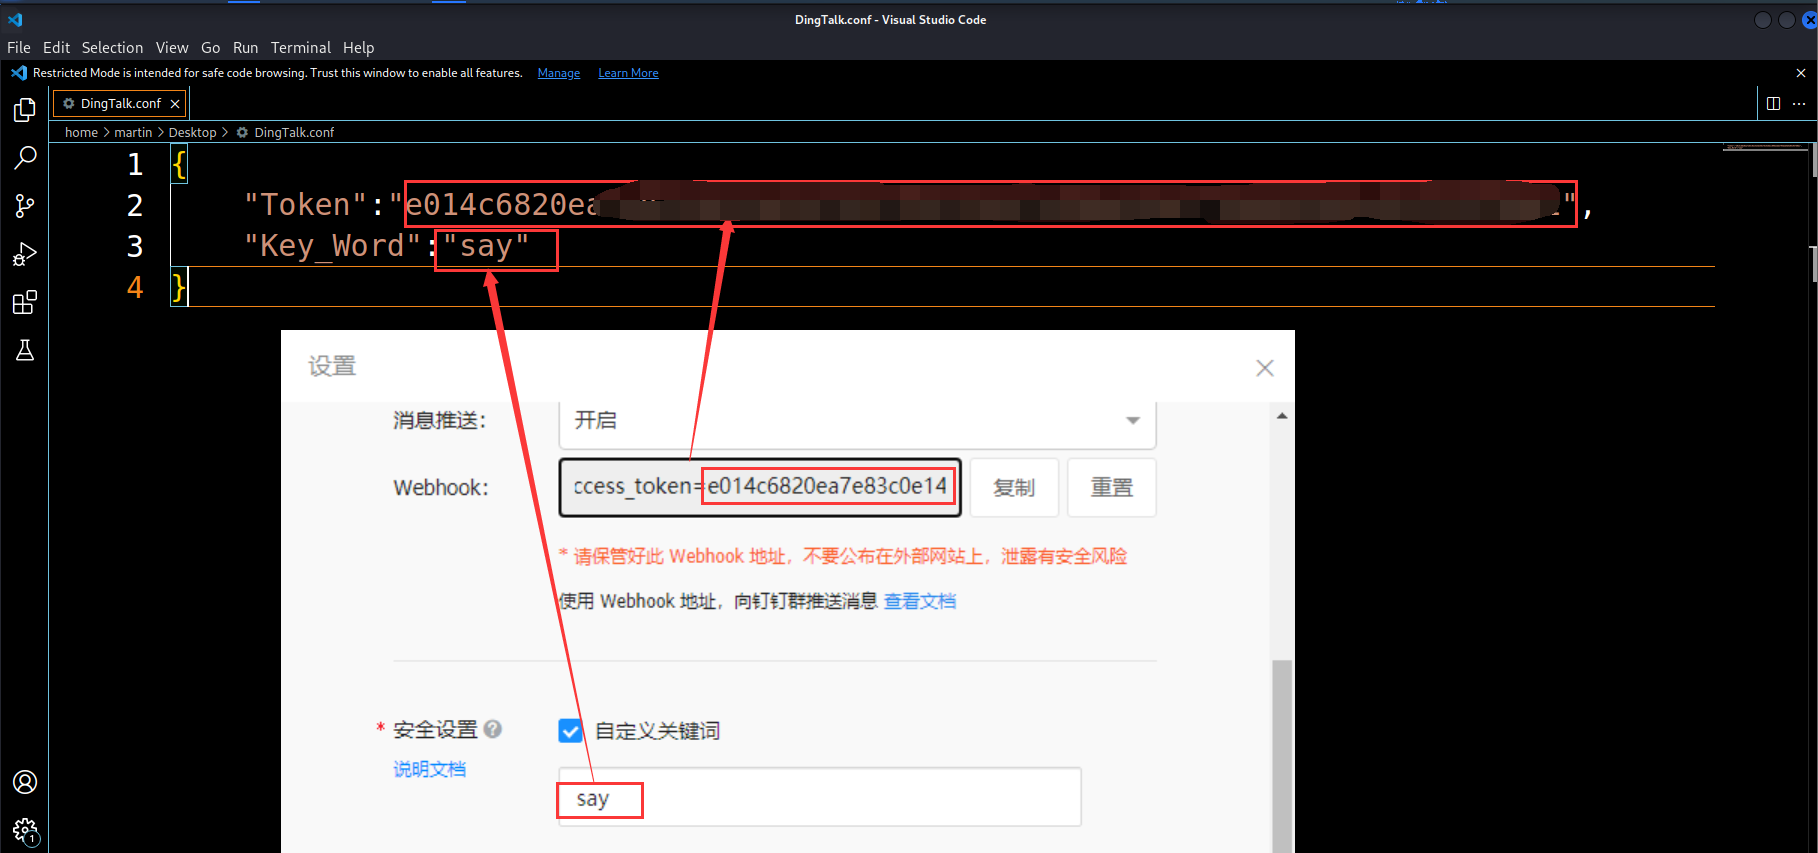 DingTalk.conf - Visual Studio Code
File Edit Selection View Go Run Terminal Help
Restricted Mode is intended for safe code browsing. Trust this window to enable all features. Manage Learn More
DingTalk.conf
home > martin > Desktop > DingTalk.conf
1 {
2 "Token":"e014c6820ea",
3 "Key_Word":"say"
4 }
设置
消息推送: 开启
Webhook: ccess_token=e014c6820ea7e83c0e14 复制 重置
* 请保管好此 Webhook 地址，不要公布在外部网站上，泄露有安全风险
使用 Webhook 地址，向钉钉群推送消息 查看文档
* 安全设置 自定义关键词
说明文档
say
1